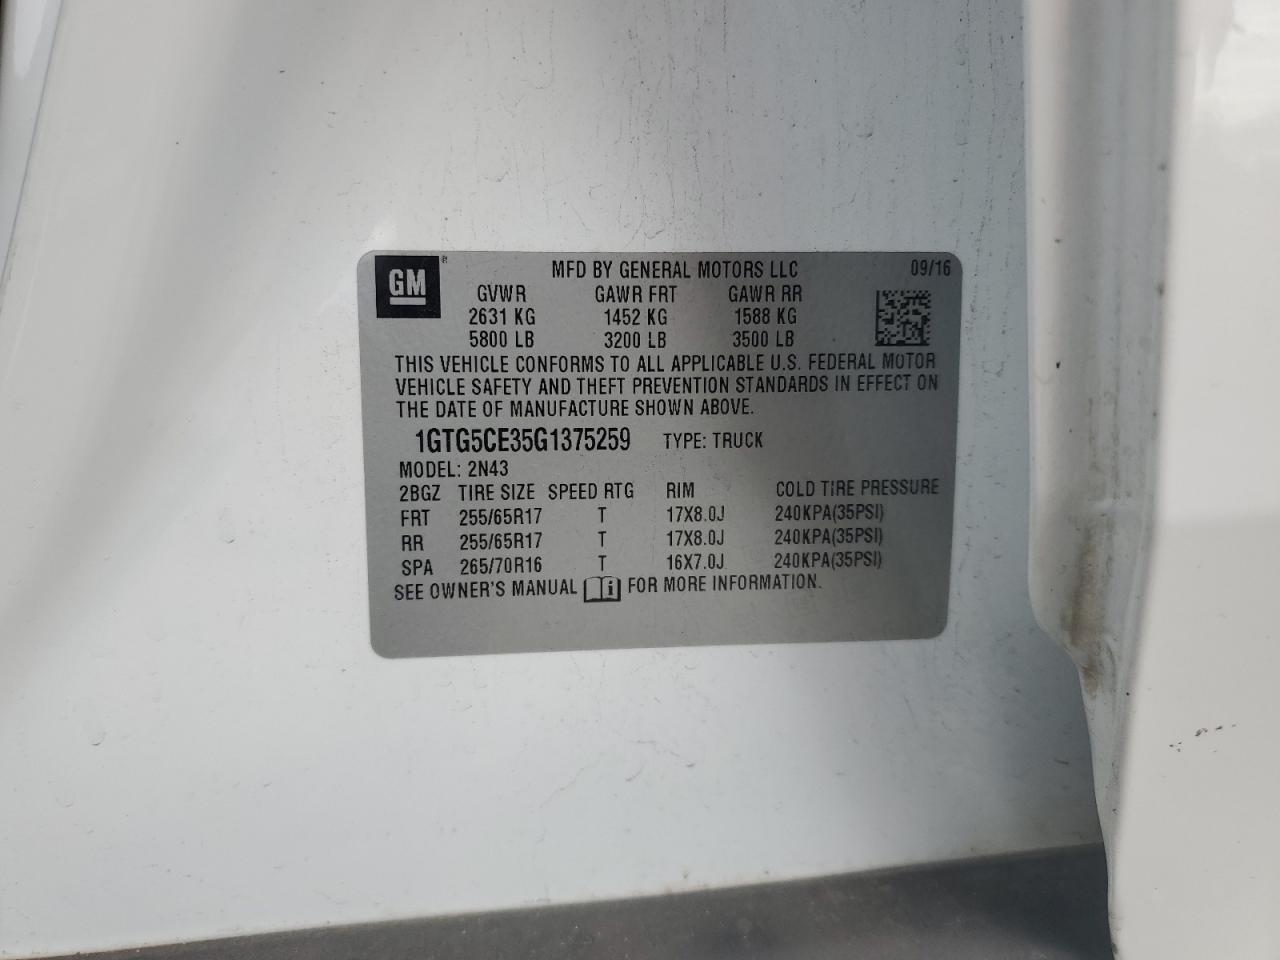 GM® MFD BY GENERAL MOTORS LLC 09/16
GVWR GAWR FRT GAWR RR
2631 KG 1452 KG 1588 KG
5800 LB 3200 LB 3500 LB
THIS VEHICLE CONFORMS TO ALL APPLICABLE U.S. FEDERAL MOTOR
VEHICLE SAFETY AND THEFT PREVENTION STANDARDS IN EFFECT ON
THE DATE OF MANUFACTURE SHOWN ABOVE.
1GTG5CE35G1375259 TYPE: TRUCK
MODEL: 2N43
2BGZ TIRE SIZE SPEED RTG RIM COLD TIRE PRESSURE
FRT 255/65R17 T 17X8.0J 240KPA(35PSI)
RR 255/65R17 T 17X8.0J 240KPA(35PSI)
SPA 265/70R16 T 16X7.0J 240KPA(35PSI)
SEE OWNER'S MANUAL i FOR MORE INFORMATION.